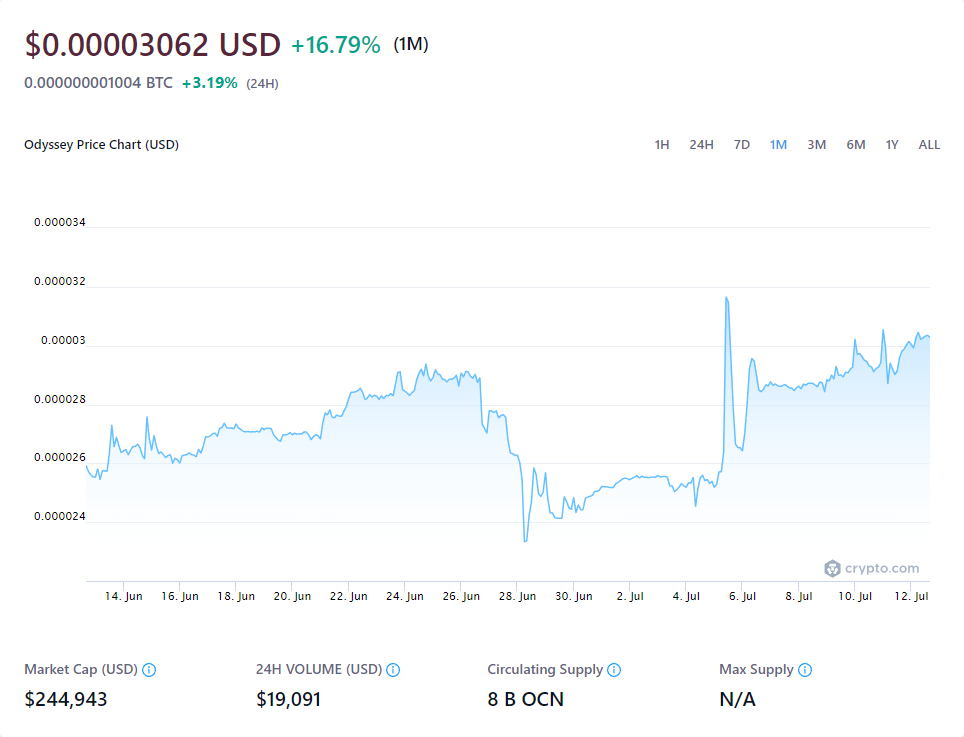 $0.00003062 USD +16.79% (1M)
0.000000001004 BTC +3.19% (24H)
Odyssey Price Chart (USD) 1H 24H 7D 1M 3M 6M 1Y ALL
0.000034
0.000032
0.00003
0.000028
0.000026
0.000024
crypto.com
14. Jun 16. Jun 18. Jun 20. Jun 22. Jun 24. Jun 26. Jun 28. Jun 30. Jun 2. Jul 4. Jul 6. Jul 8. Jul 10. Jul 12. Jul
Market Cap (USD) 24H VOLUME (USD) Circulating Supply Max Supply
$244,943 $19,091 8 B OCN N/A